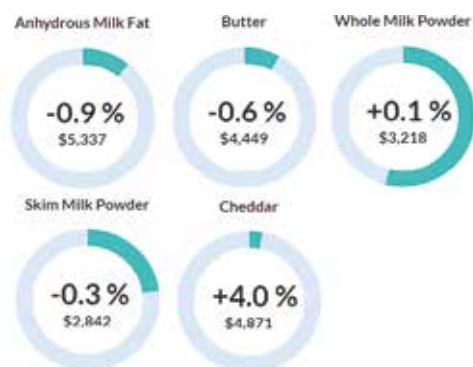 Anhydrous Milk Fat
-0.9 %
$5,337
Butter
-0.6 %
$4,449
Whole Milk Powder
+0.1 %
$3,218
Skim Milk Powder
-0.3 %
$2,842
Cheddar
+4.0 %
$4,871